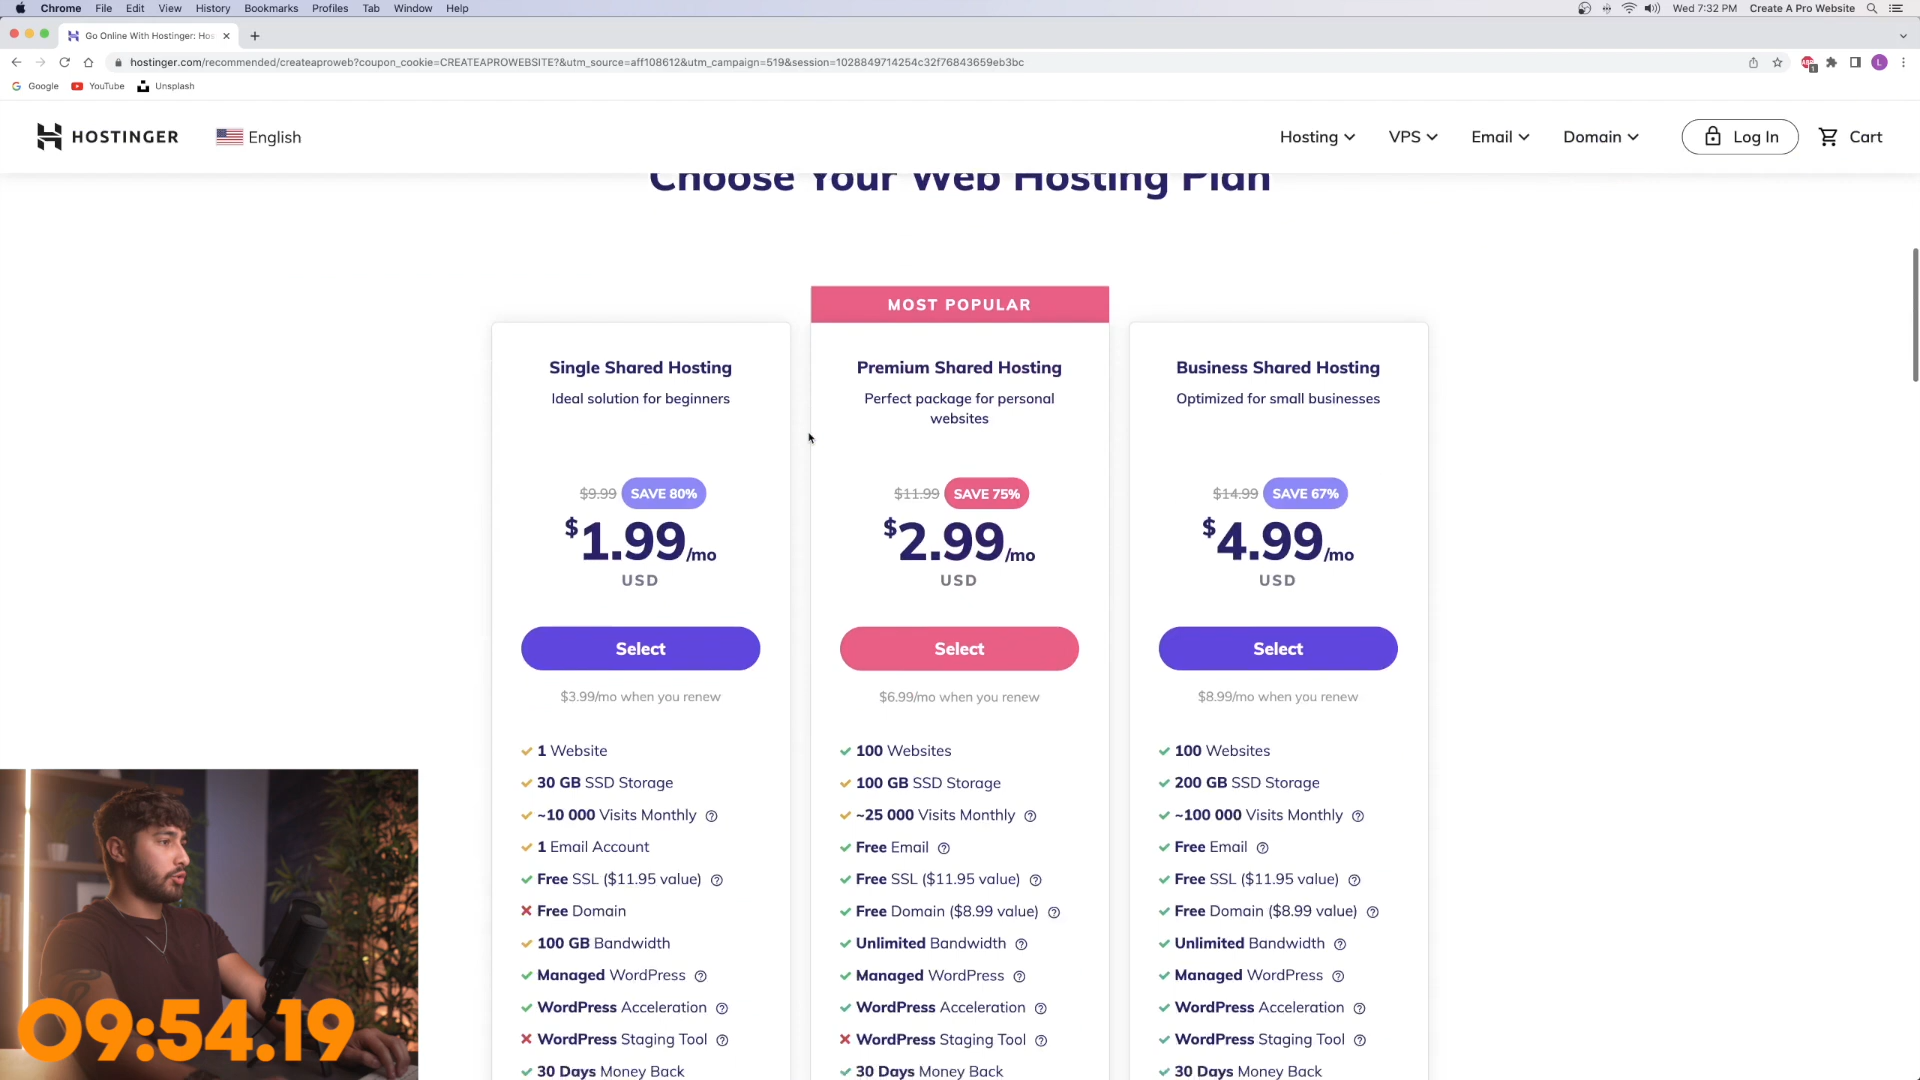 Chrome File Edit View History Bookmarks Profiles Tab Window Help Wed 7:32 PM Create A Pro Website
Go Online With Hostinger: Hos
hostinger.com/recommended/createaproweb?coupon_cookie=CREATEAPROWEBSITE?&utm_source=aff108612&utm_campaign=519&session=1028849714254c32f76843659eb3bc
L
Google YouTube Unsplash
HOSTINGER English Hosting VPS Email Domain Log In Cart
Choose Your Web Hosting Plan
MOST POPULAR
Single Shared Hosting
Ideal solution for beginners
$9.99 SAVE 80%
$1.99/mo
USD
Select
$3.99/mo when you renew
1 Website
30 GB SSD Storage
~10 000 Visits Monthly
1 Email Account
Free SSL ($11.95 value)
Free Domain
100 GB Bandwidth
Managed WordPress
WordPress Acceleration
WordPress Staging Tool
30 Days Money Back
Premium Shared Hosting
Perfect package for personal
websites
$11.99 SAVE 75%
$2.99/mo
USD
Select
$6.99/mo when you renew
100 Websites
100 GB SSD Storage
~25 000 Visits Monthly
Free Email
Free SSL ($11.95 value)
Free Domain ($8.99 value)
Unlimited Bandwidth
Managed WordPress
WordPress Acceleration
WordPress Staging Tool
30 Days Money Back
Business Shared Hosting
Optimized for small businesses
$14.99 SAVE 67%
$4.99/mo
USD
Select
$8.99/mo when you renew
100 Websites
200 GB SSD Storage
~100 000 Visits Monthly
Free Email
Free SSL ($11.95 value)
Free Domain ($8.99 value)
Unlimited Bandwidth
Managed WordPress
WordPress Acceleration
WordPress Staging Tool
30 Days Money Back
09:54.19